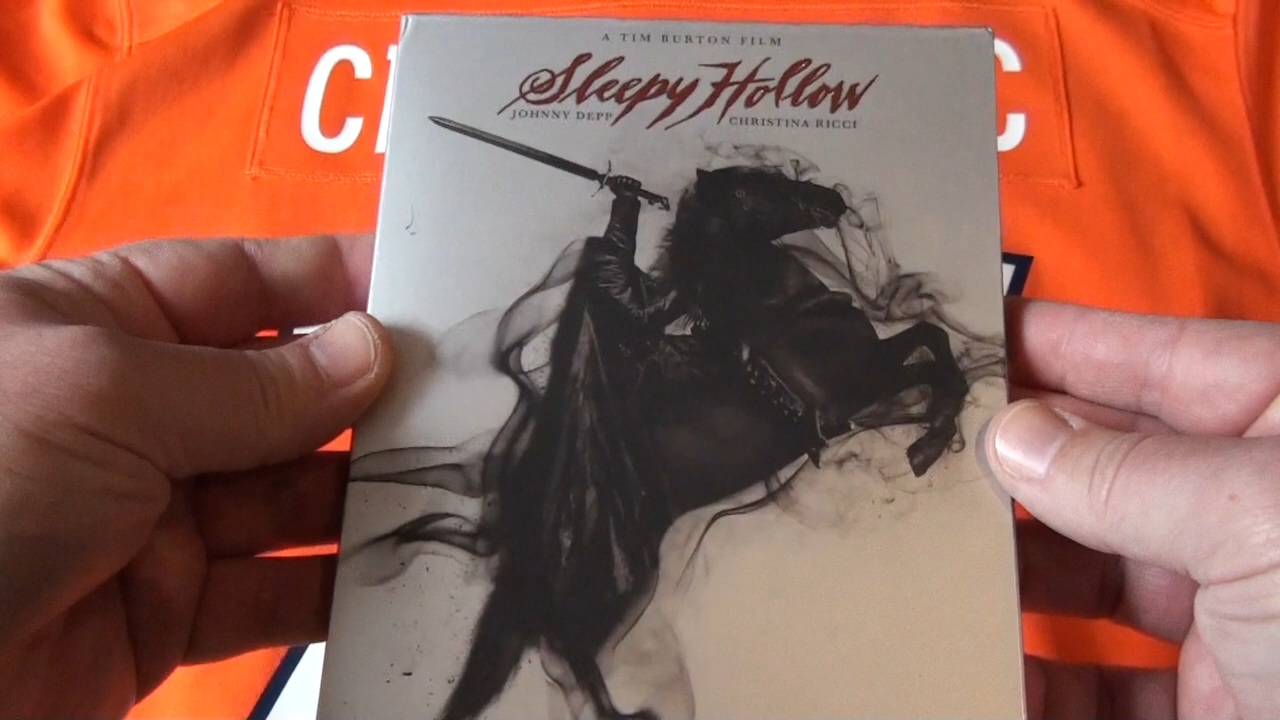 A TIM BURTON FILM
Sleepy Hollow
JOHNNY DEPP CHRISTINA RICCI
C
C